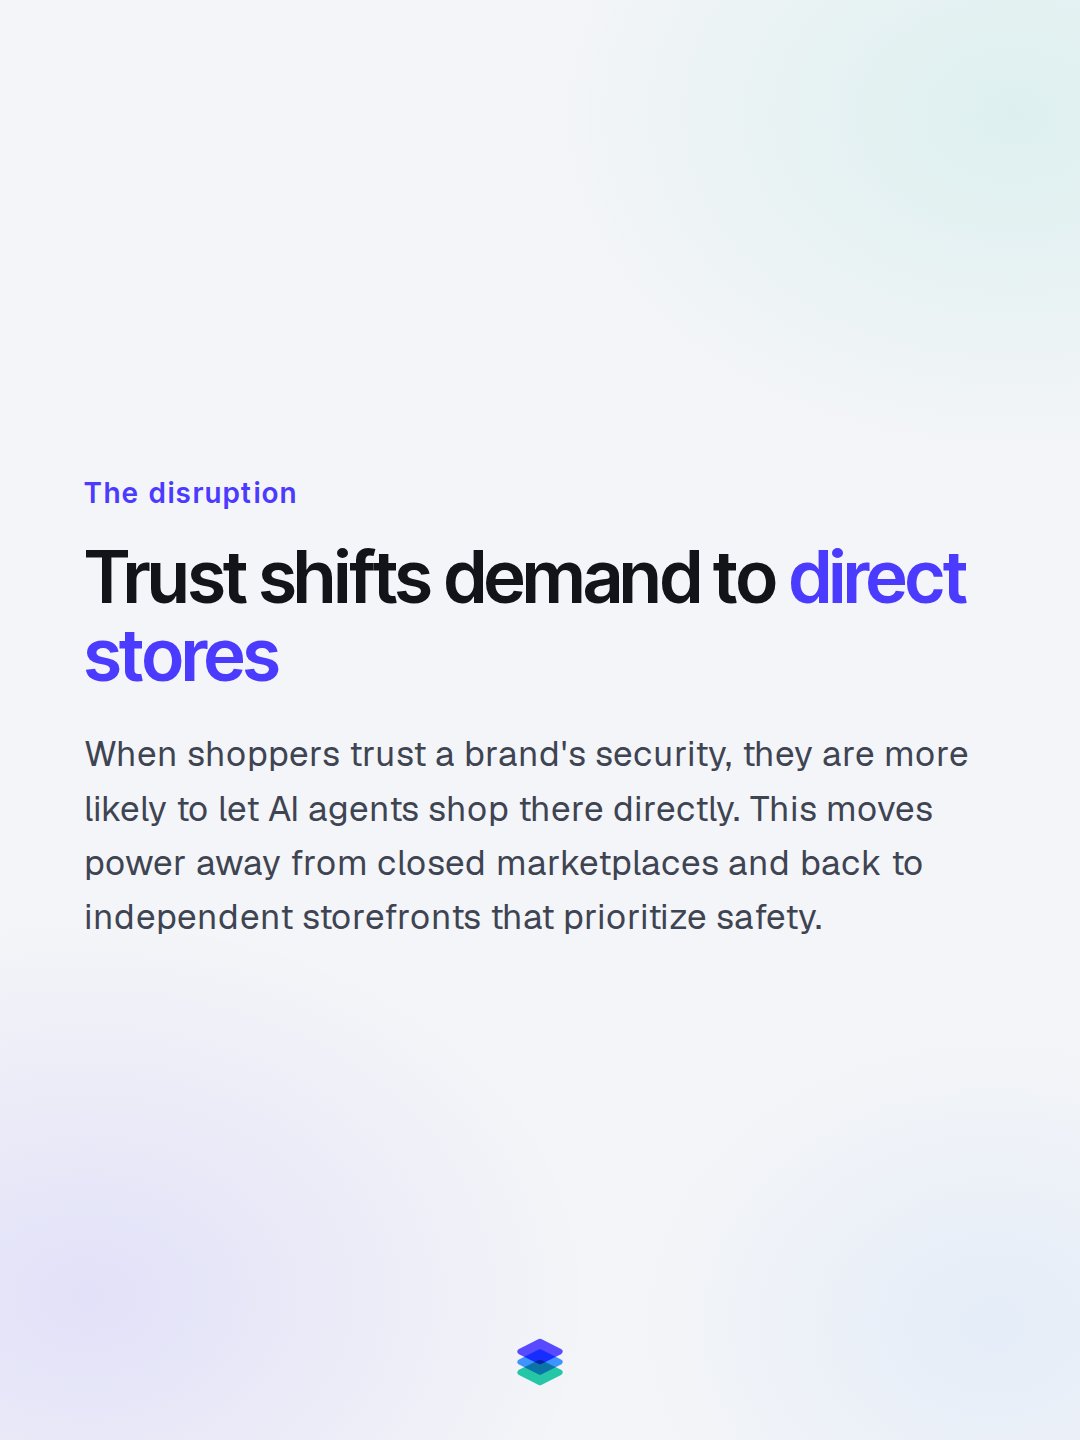 The disruption
Trust shifts demand to direct
stores
When shoppers trust a brand's security, they are more
likely to let AI agents shop there directly. This moves
power away from closed marketplaces and back to
independent storefronts that prioritize safety.